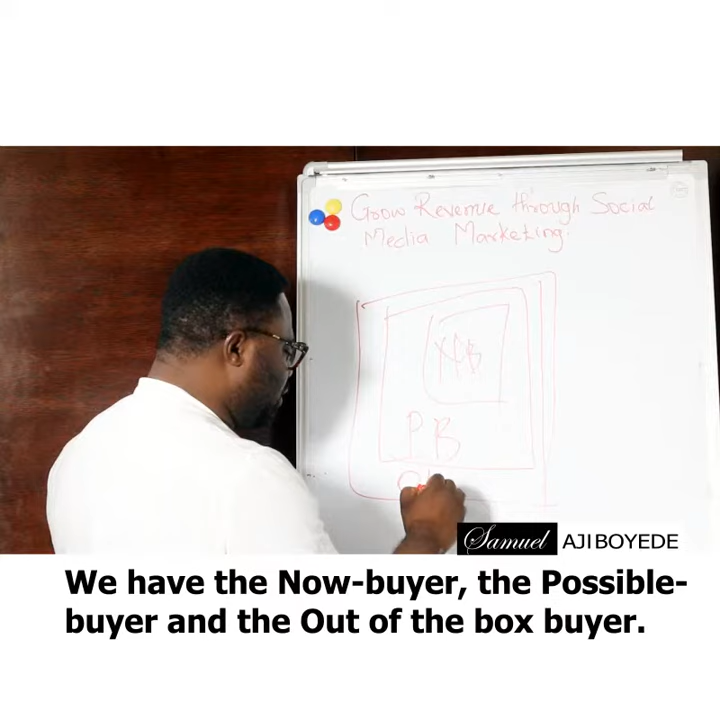 Grow Revenue through Social
Media Marketing.
NB
PB
Samuel AJIBOYEDE
We have the Now-buyer, the Possible-
buyer and the Out of the box buyer.